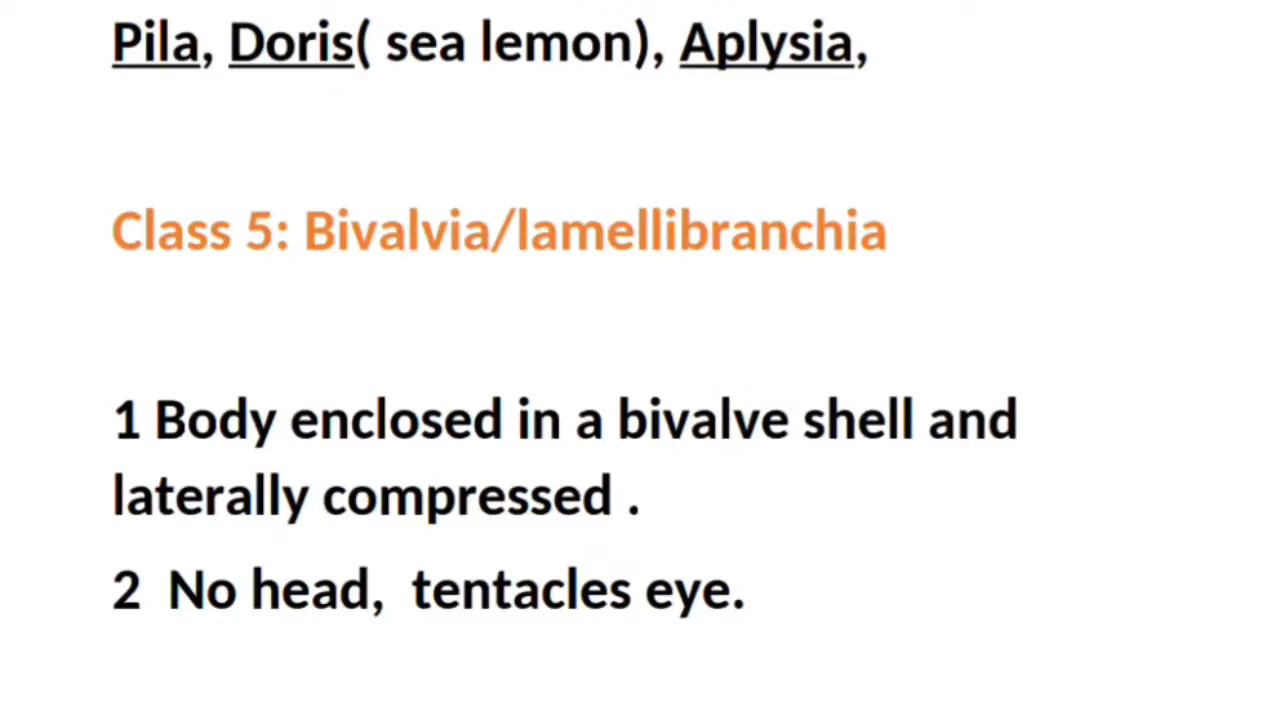 Pila, Doris( sea lemon), Aplysia,
Class 5: Bivalvia/lamellibranchia
1 Body enclosed in a bivalve shell and
laterally compressed .
2  No head,  tentacles eye.